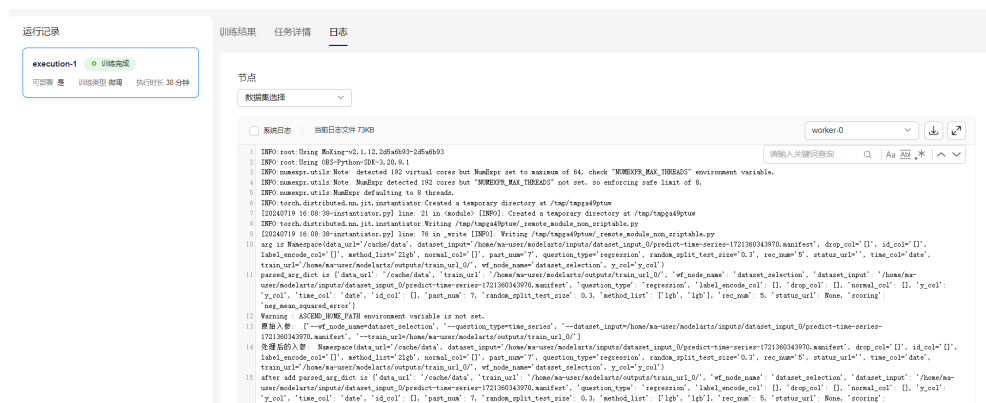 运行记录
训练结果 任务详情 日志
execution-1 训练完成
可部署 是 训练类型 微调 执行时长 30 分钟
节点
数据集选择
系统日志 当前日志文件 73KB worker-0
请输入关键词查询 Aa Abl .*
1 INFO:root:Using MoXing-v2.1.12.2d5a6b93-2d5a6b93
2 INFO:root:Using OBS-Python-SDK-3.20.9.1
3 INFO:numexpr.utils:Note: detected 192 virtual cores but NumExpr set to maximum of 64, check "NUMEXPR_MAX_THREADS" environment variable.
4 INFO:numexpr.utils:Note: NumExpr detected 192 cores but "NUMEXPR_MAX_THREADS" not set, so enforcing safe limit of 8.
5 INFO:numexpr.utils:NumExpr defaulting to 8 threads.
6 INFO:torch.distributed.nn.jit.instantiator:Created a temporary directory at /tmp/tmpga49ptuw
7 [20240719 16:08:38-instantiator.py] line: 21 in <module> [INFO]: Created a temporary directory at /tmp/tmpga49ptuw
8 INFO:torch.distributed.nn.jit.instantiator:Writing /tmp/tmpga49ptuw/_remote_module_non_sriptable.py
9 [20240719 16:08:38-instantiator.py] line: 76 in _write [INFO]: Writing /tmp/tmpga49ptuw/_remote_module_non_sriptable.py
10 arg is Namespace(data_url='/cache/data', dataset_input='/home/ma-user/modelarts/inputs/dataset_input_0/predict-time-series-1721360343970.manifest', drop_col='[]', id_col='[]',
label_encode_col='[]', method_list='2lgb', normal_col='[]', past_num='7', question_type='regression', random_split_test_size='0.3', rec_num='5', status_url='', time_col='date',
train_url='/home/ma-user/modelarts/outputs/train_url_0/', wf_node_name='dataset_selection', y_col='y_col')
11 parsed_arg_dict is {'data_url': '/cache/data', 'train_url': '/home/ma-user/modelarts/outputs/train_url_0/', 'wf_node_name': 'dataset_selection', 'dataset_input': '/home/ma-
user/modelarts/inputs/dataset_input_0/predict-time-series-1721360343970.manifest', 'question_type': 'regression', 'label_encode_col': [], 'drop_col': [], 'normal_col': [], 'y_col':
'y_col', 'time_col': 'date', 'id_col': [], 'past_num': 7, 'random_split_test_size': 0.3, 'method_list': ['lgb', 'lgb'], 'rec_num': 5, 'status_url': None, 'scoring':
'neg_mean_squared_error'}
12 Warning : ASCEND_HOME_PATH environment variable is not set.
13 原始入参: ['--wf_node_name=dataset_selection', '--question_type=time_series', '--dataset_input=/home/ma-user/modelarts/inputs/dataset_input_0/predict-time-series-
1721360343970.manifest', '--train_url=/home/ma-user/modelarts/outputs/train_url_0/']
14 处理后的入参: Namespace(data_url='/cache/data', dataset_input='/home/ma-user/modelarts/inputs/dataset_input_0/predict-time-series-1721360343970.manifest', drop_col='[]', id_col='[]',
label_encode_col='[]', method_list='2lgb', normal_col='[]', past_num='7', question_type='regression', random_split_test_size='0.3', rec_num='5', status_url='', time_col='date',
train_url='/home/ma-user/modelarts/outputs/train_url_0/', wf_node_name='dataset_selection', y_col='y_col')
15 after add parsed_arg_dict is {'data_url': '/cache/data', 'train_url': '/home/ma-user/modelarts/outputs/train_url_0/', 'wf_node_name': 'dataset_selection', 'dataset_input': '/home/ma-
user/modelarts/inputs/dataset_input_0/predict-time-series-1721360343970.manifest', 'question_type': 'regression', 'label_encode_col': [], 'drop_col': [], 'normal_col': [], 'y_col':
'y_col', 'time_col': 'date', 'id_col': [], 'past_num': 7, 'random_split_test_size': 0.3, 'method_list': ['lgb', 'lgb'], 'rec_num': 5, 'status_url': None, 'scoring':